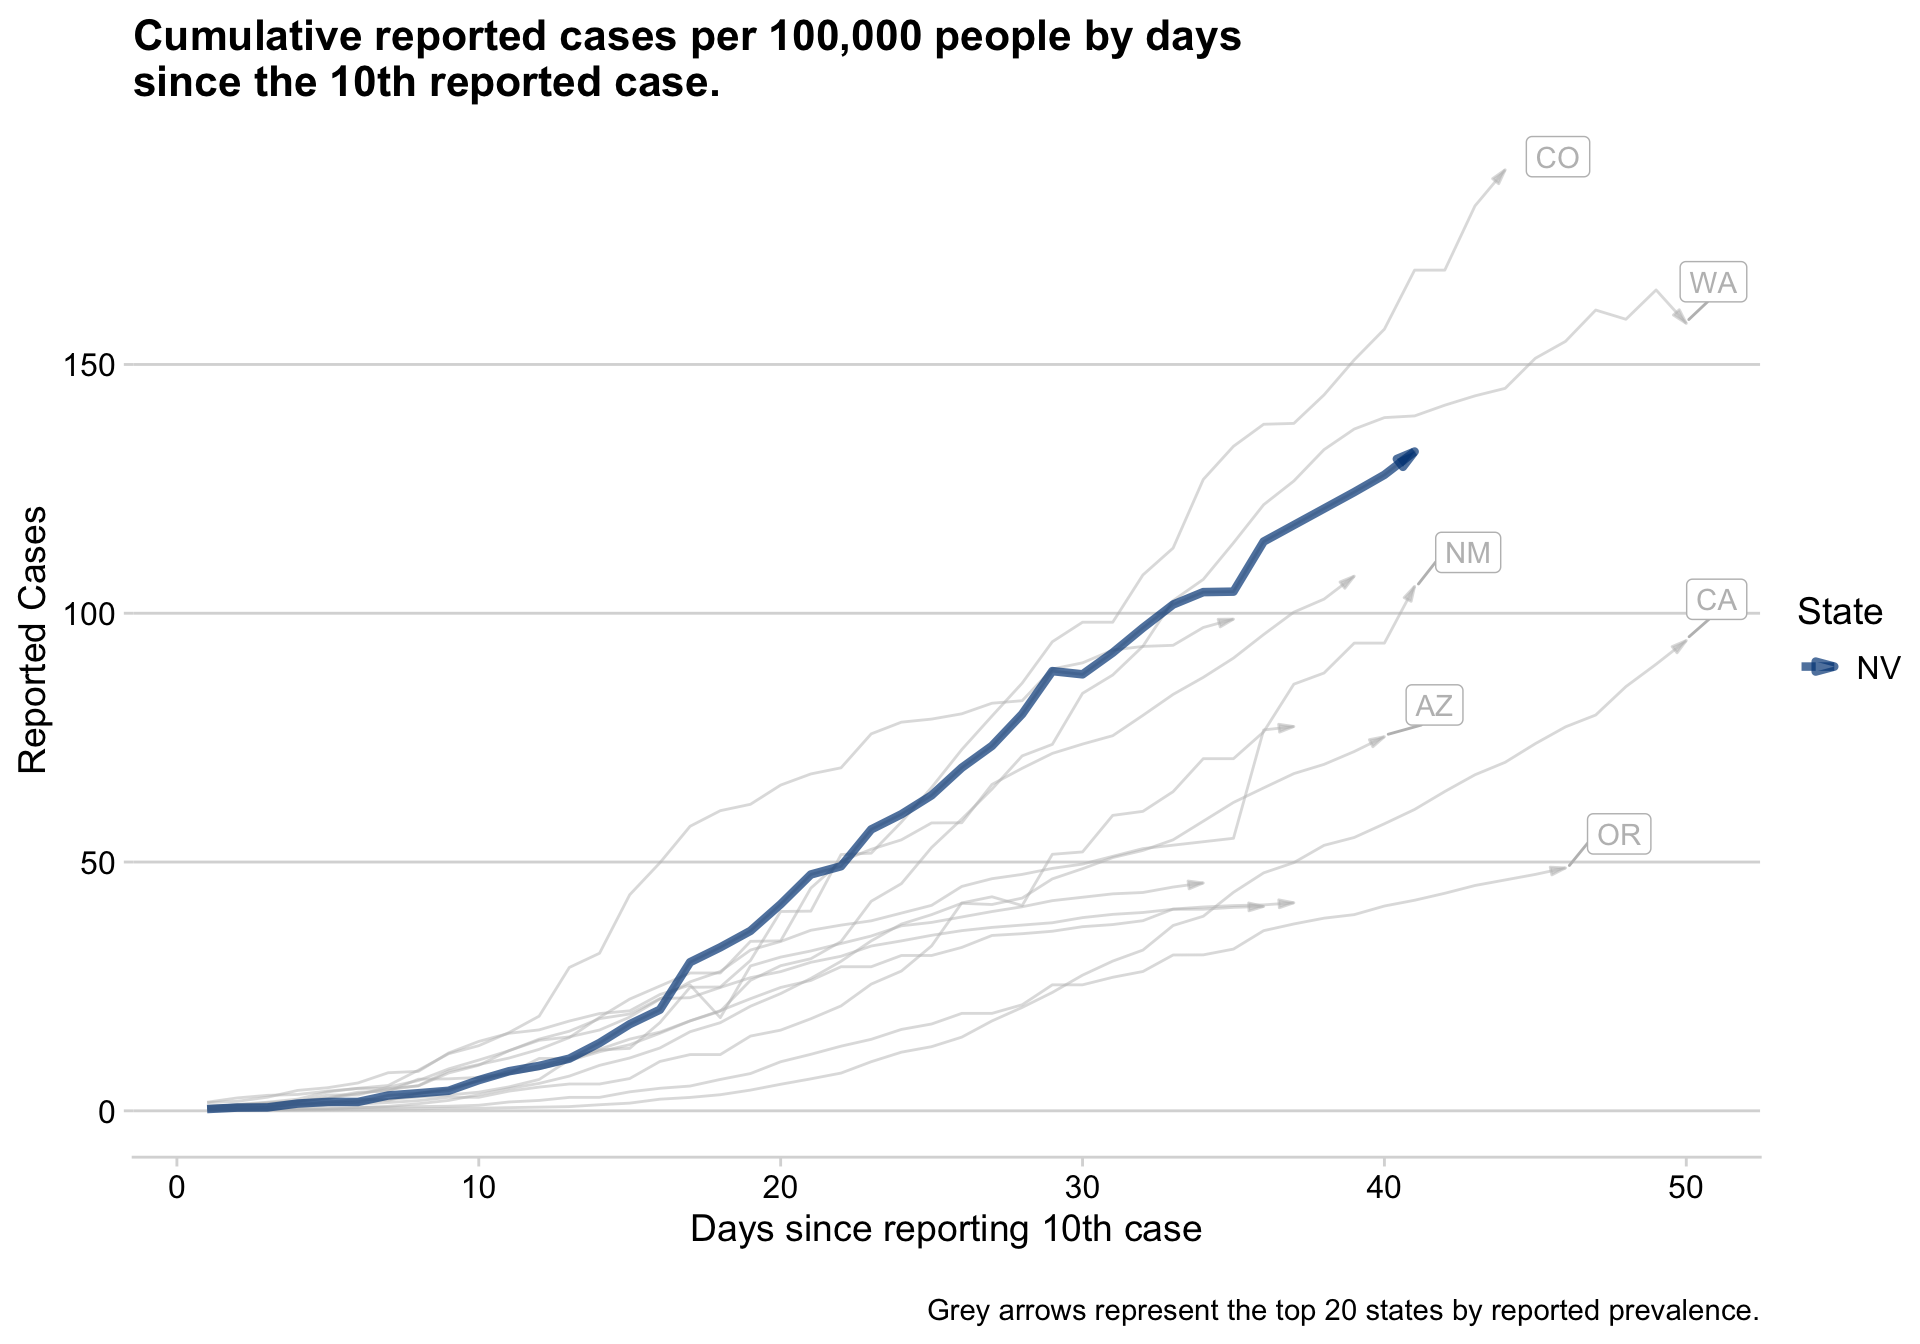 Cumulative reported cases per 100,000 people by days
since the 10th reported case.
CO
WA
150
NM
100
CA
State
NV
AZ
OR
50
0
Reported Cases
0 10 20 30 40 50
Days since reporting 10th case
Grey arrows represent the top 20 states by reported prevalence.